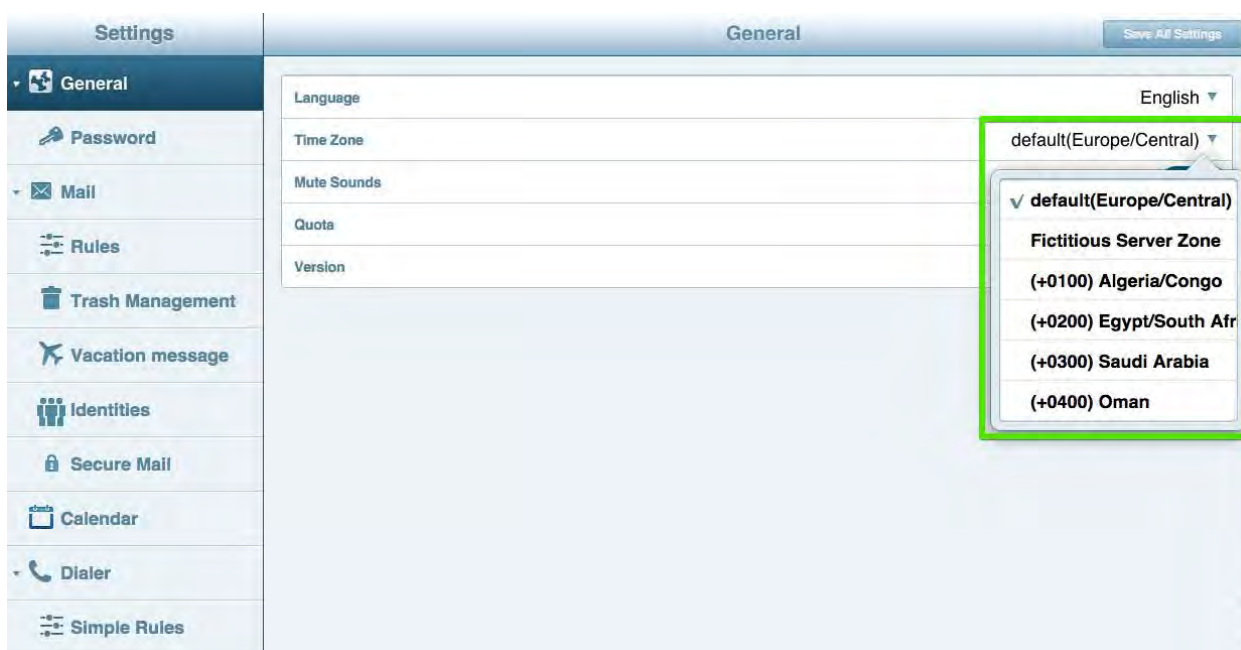 Settings
General
Save All Settings
General
Password
Mail
Rules
Trash Management
Vacation message
Identities
Secure Mail
Calendar
Dialer
Simple Rules
Language
English
Time Zone
default(Europe/Central)
Mute Sounds
Quota
Version
default(Europe/Central)
Fictitious Server Zone
(+0100) Algeria/Congo
(+0200) Egypt/South Afr
(+0300) Saudi Arabia
(+0400) Oman